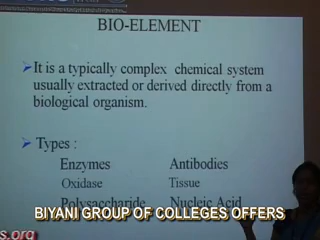 BIO-ELEMENT
It is a typically complex chemical system
usually extracted or derived directly from a
biological organism.
Types :
Enzymes Antibodies
Oxidase Tissue
Polysaccharide Nucleic Acid
BIYANI GROUP OF COLLEGES OFFERS
s.org